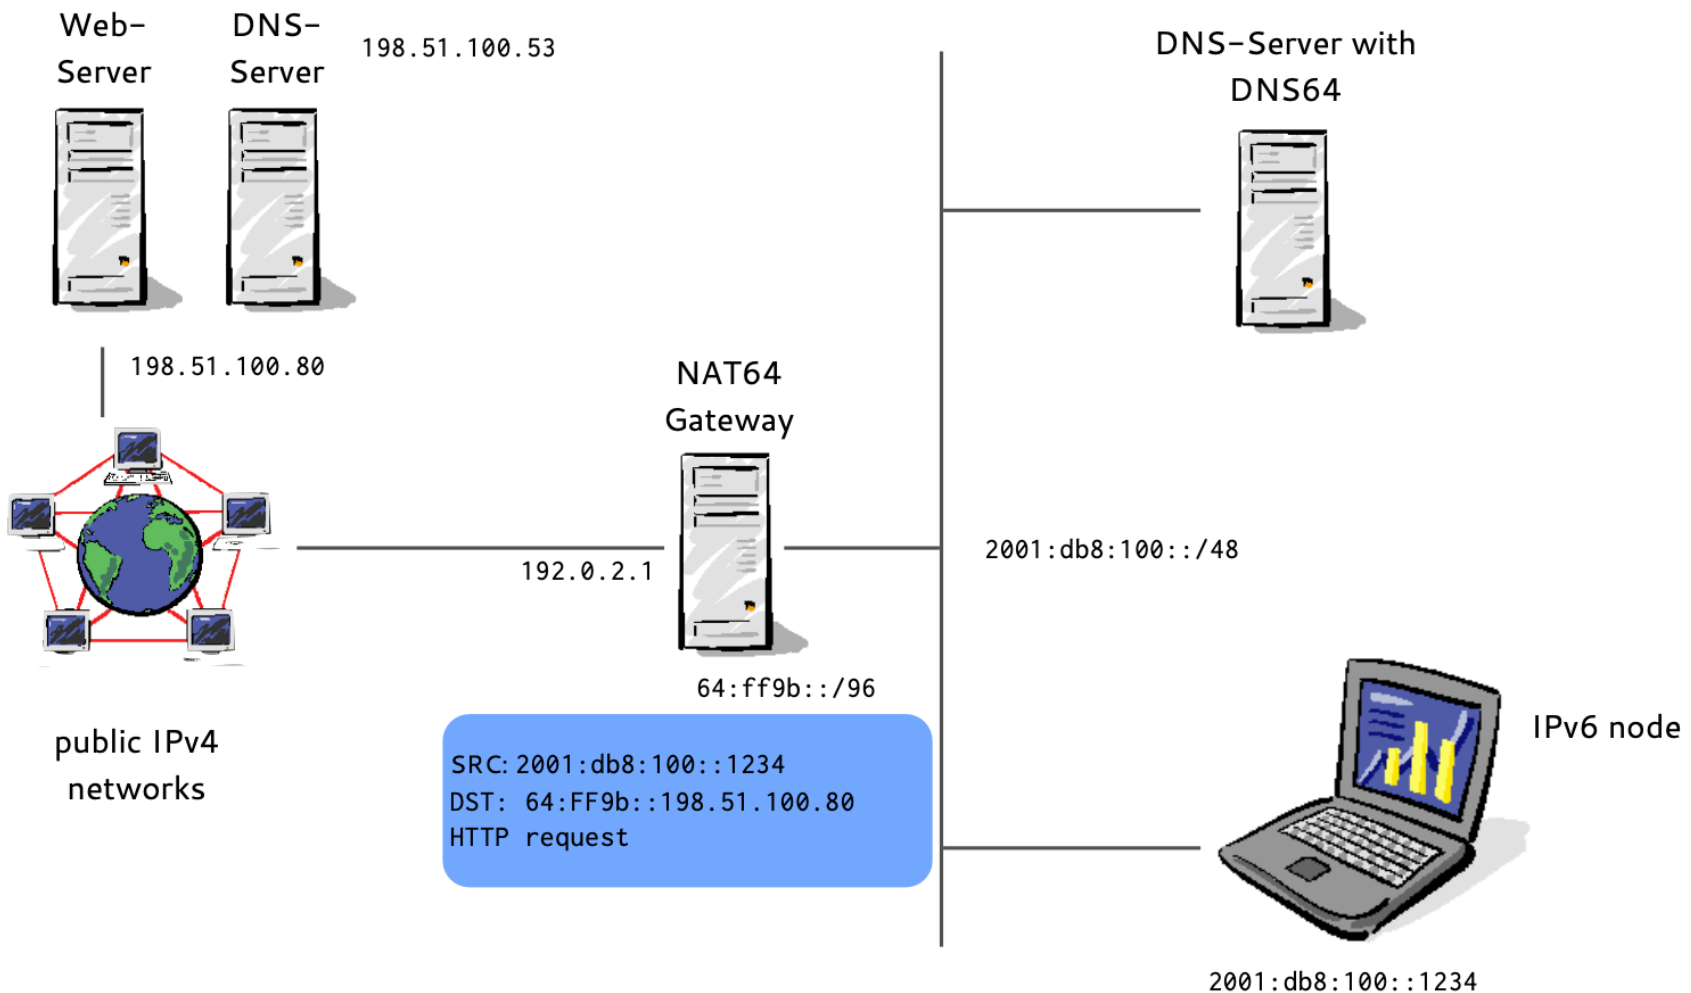 Web-
Server
DNS-
Server
198.51.100.53
DNS-Server with
DNS64
198.51.100.80
NAT64
Gateway
192.0.2.1
2001:db8:100::/48
64:ff9b::/96
public IPv4
networks
SRC: 2001:db8:100::1234
DST: 64:FF9b::198.51.100.80
HTTP request
IPv6 node
2001:db8:100::1234